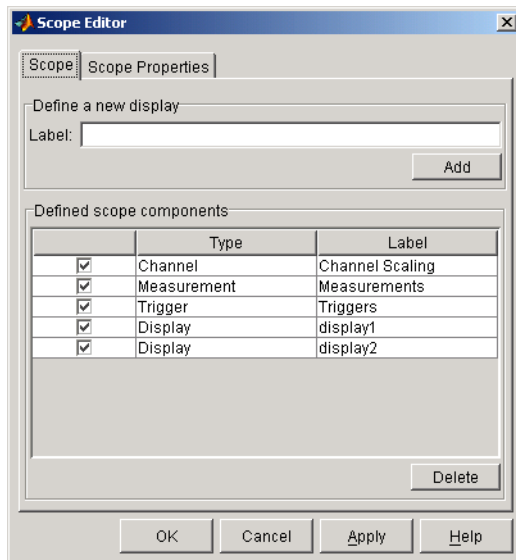 Scope Editor
Scope Scope Properties
Define a new display
Label:
Add
Defined scope components
Type Label
Channel Channel Scaling
Measurement Measurements
Trigger Triggers
Display display1
Display display2
Delete
OK Cancel Apply Help